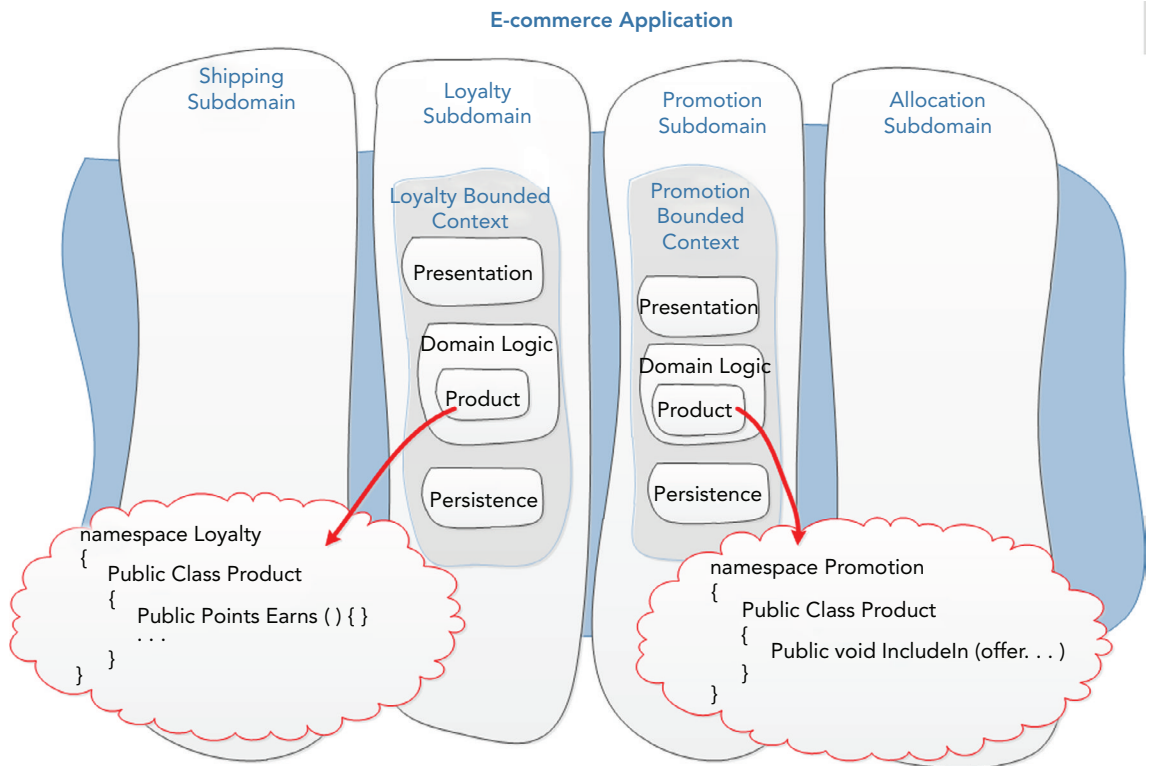 E-commerce Application
Shipping
Subdomain
Loyalty
Subdomain
Promotion
Subdomain
Allocation
Subdomain
Loyalty Bounded
Context
Presentation
Domain Logic
Product
Persistence
Promotion
Bounded
Context
Presentation
Domain Logic
Product
Persistence
namespace Loyalty
{
Public Class Product
{
Public Points Earns ( ) { }
. . .
}
}
namespace Promotion
{
Public Class Product
{
Public void IncludeIn (offer. . . )
}
}